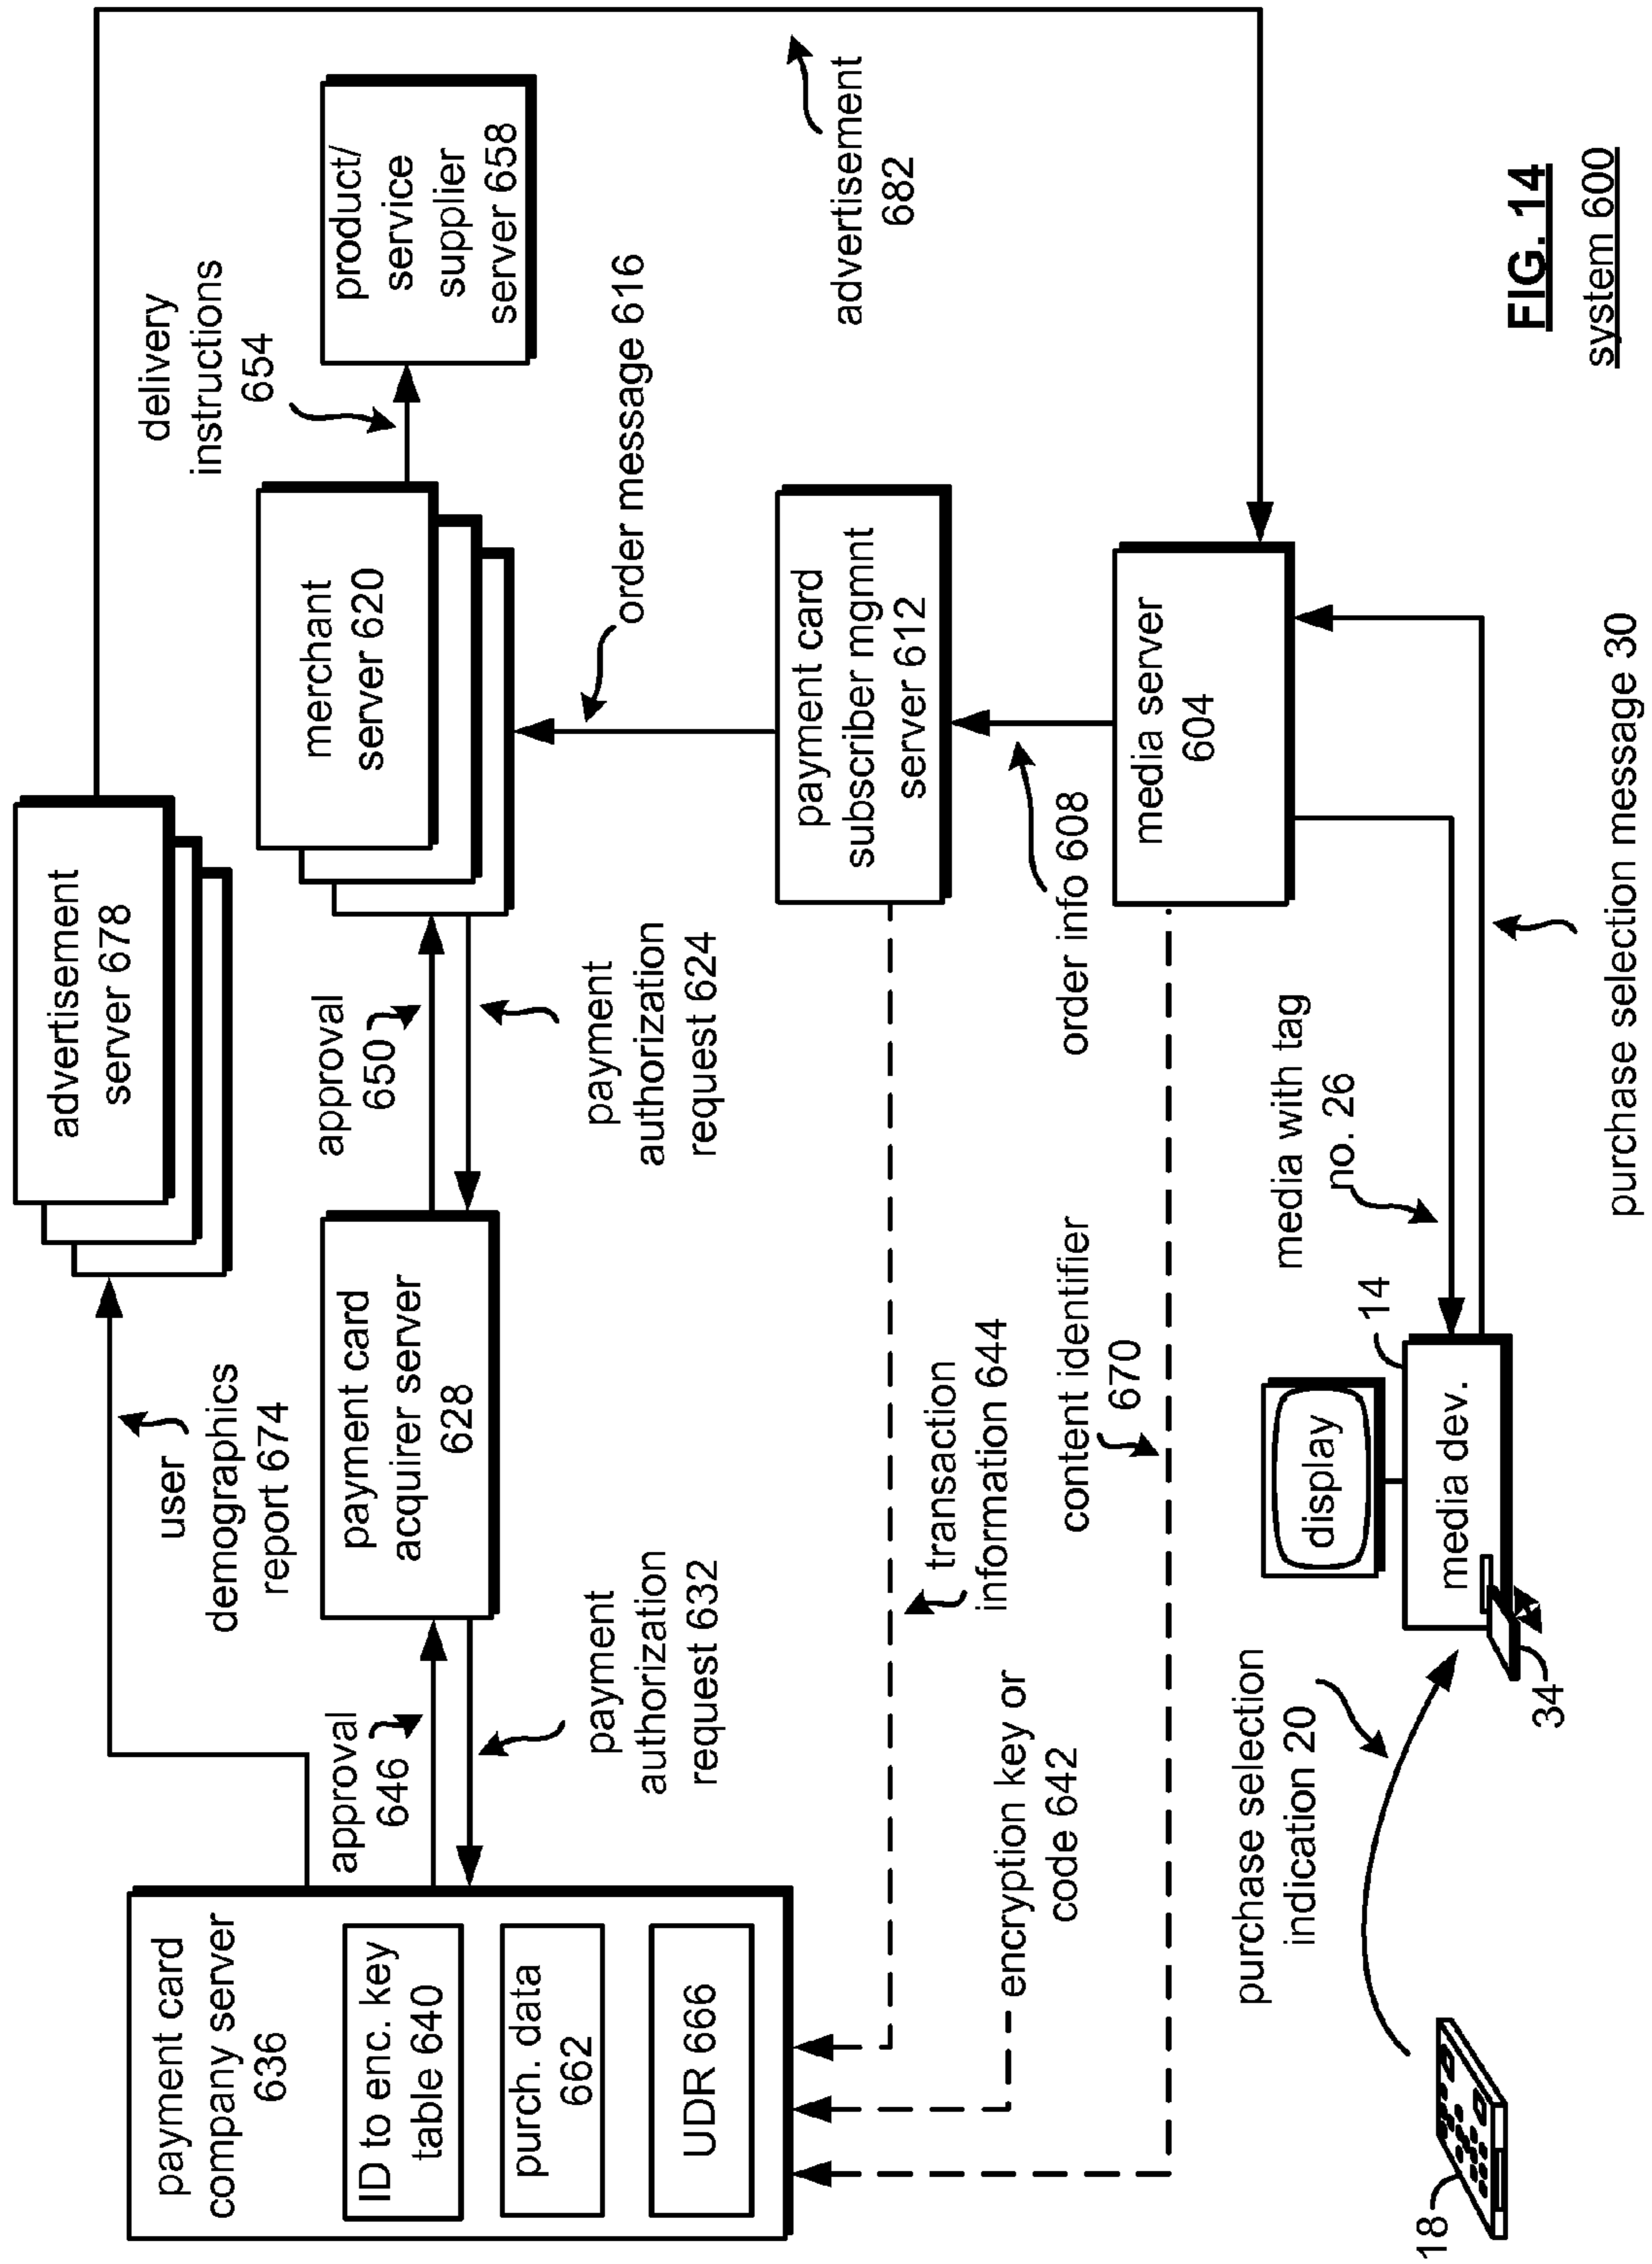 payment card
company server
636
ID to enc. key
table 640
purch. data
662
UDR 666
user
demographics
report 674
advertisement
server 678
approval
646
payment
authorization
request 632
payment card
acquirer server
628
approval
650
payment
authorization
request 624
merchant
server 620
delivery
instructions
654
product/
service
supplier
server 658
order message 616
payment card
subscriber mgmnt
server 612
transaction
information 644
encryption key or
code 642
order info 608
content identifier
670
media server
604
advertisement
682
purchase selection
indication 20
18
34
display
media dev.
14
media with tag
no. 26
purchase selection message 30
FIG. 14
system 600